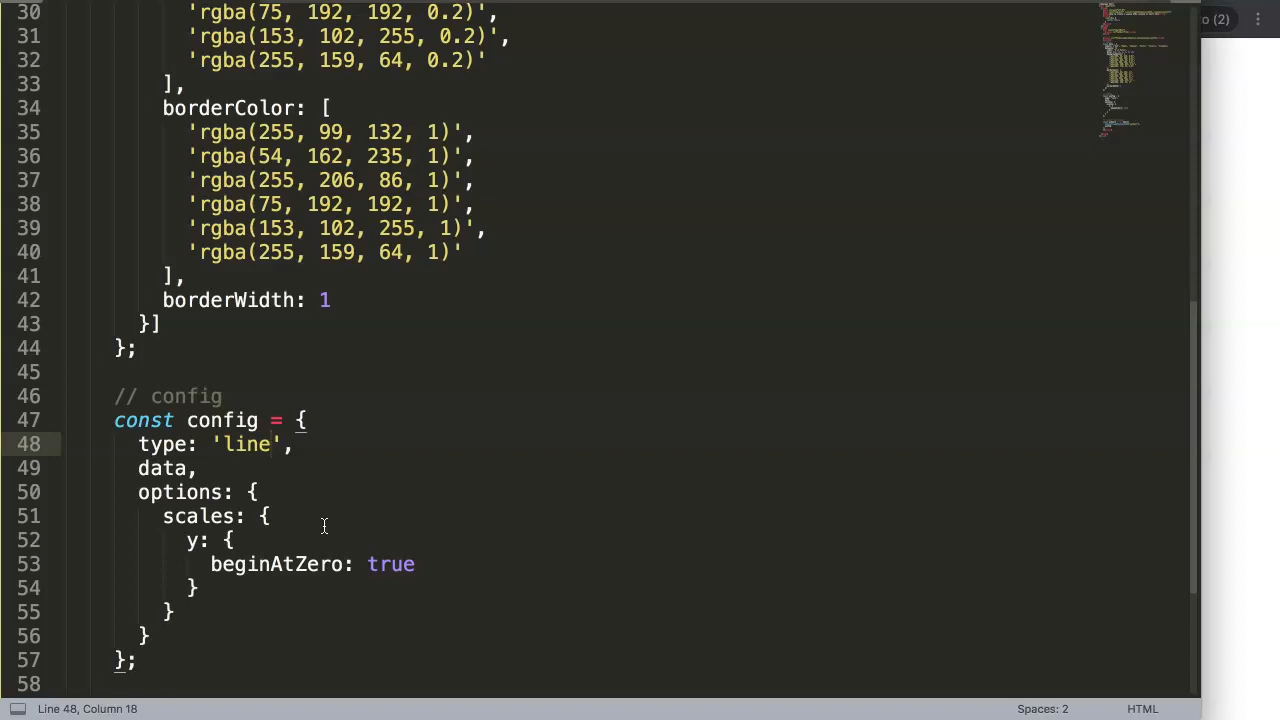 30 'rgba(75, 192, 192, 0.2)',
31 'rgba(153, 102, 255, 0.2)',
32 'rgba(255, 159, 64, 0.2)'
33 ],
34 borderColor: [
35 'rgba(255, 99, 132, 1)',
36 'rgba(54, 162, 235, 1)',
37 'rgba(255, 206, 86, 1)',
38 'rgba(75, 192, 192, 1)',
39 'rgba(153, 102, 255, 1)',
40 'rgba(255, 159, 64, 1)'
41 ],
42 borderWidth: 1
43 }]
44 };
45
46 // config
47 const config = {
48 type: 'line',
49 data,
50 options: {
51 scales: {
52 y: {
53 beginAtZero: true
54 }
55 }
56 }
57 };
58
o (2)
Line 48, Column 18
Spaces: 2
HTML